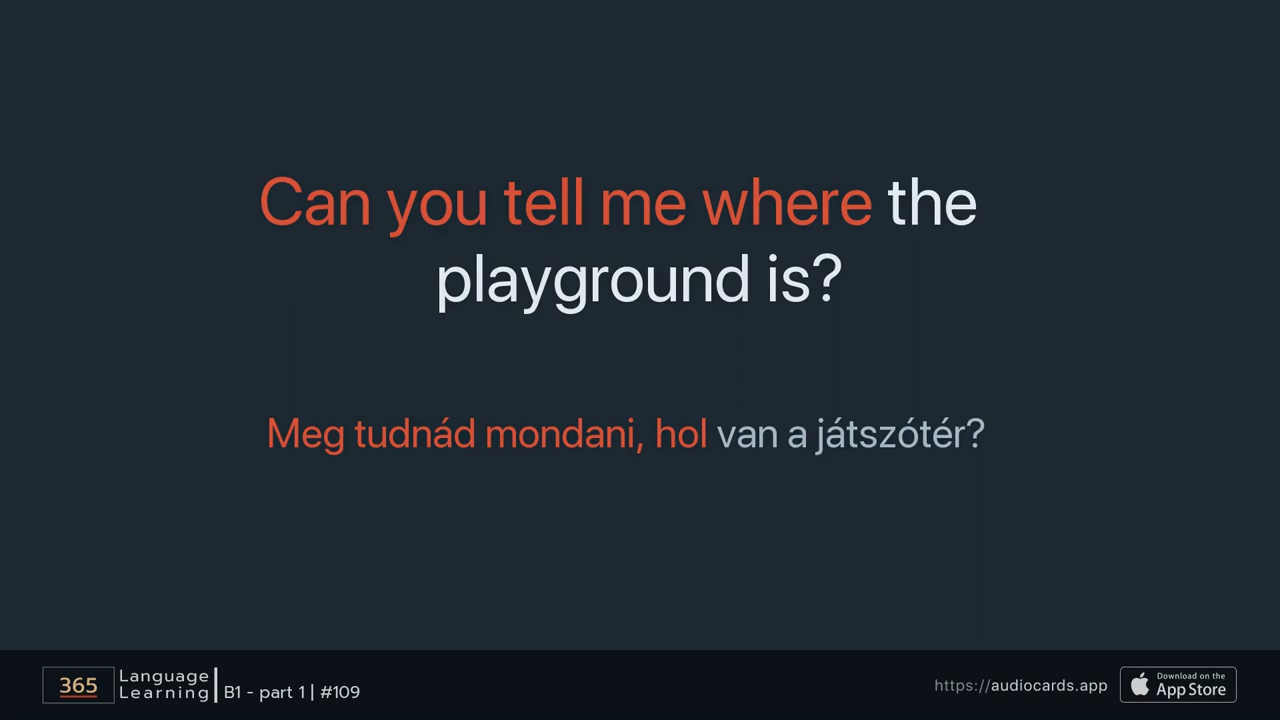 Can you tell me where the
playground is?
Meg tudnád mondani, hol van a játszótér?
365
Language
Learning
B1 - part 1 | #109
https://audiocards.app
Download on the
App Store